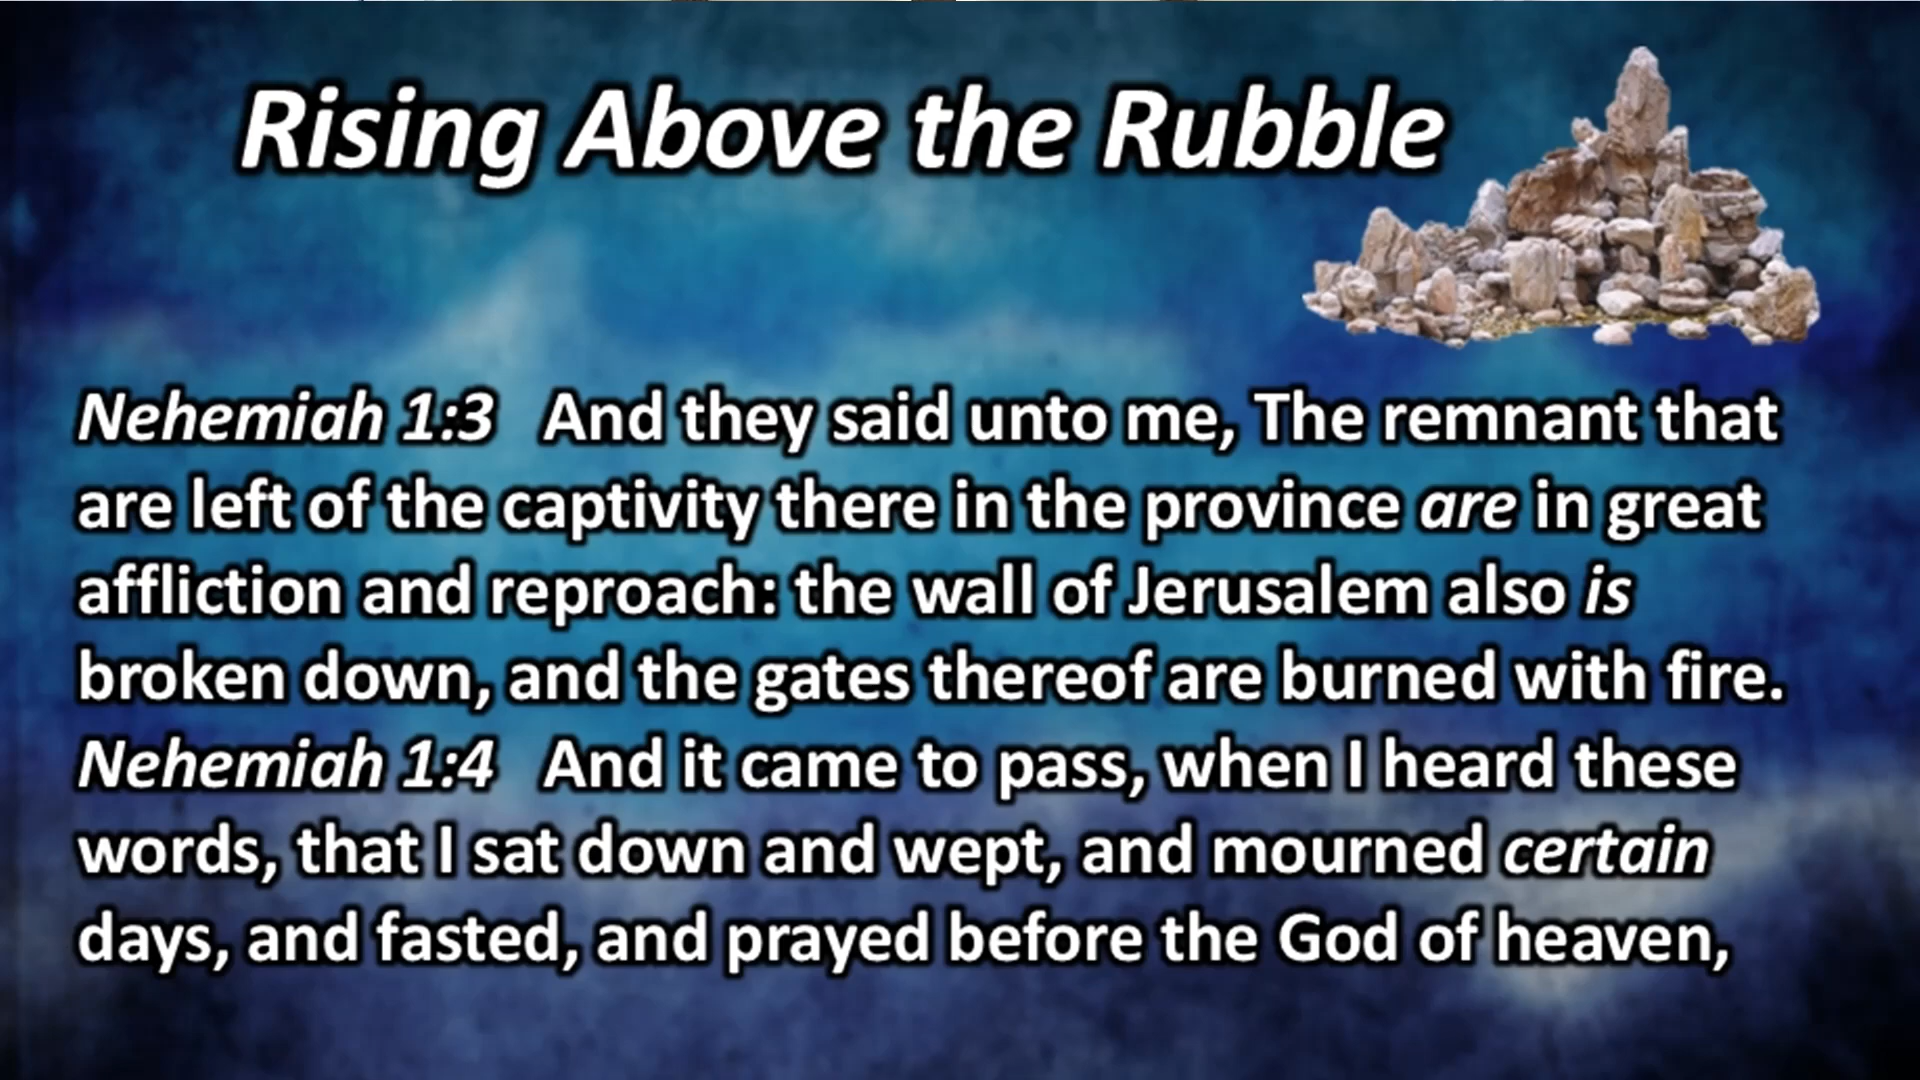 Rising Above the Rubble
Nehemiah 1:3 And they said unto me, The remnant that
are left of the captivity there in the province are in great
affliction and reproach: the wall of Jerusalem also is
broken down, and the gates thereof are burned with fire.
Nehemiah 1:4 And it came to pass, when I heard these
words, that I sat down and wept, and mourned certain
days, and fasted, and prayed before the God of heaven,